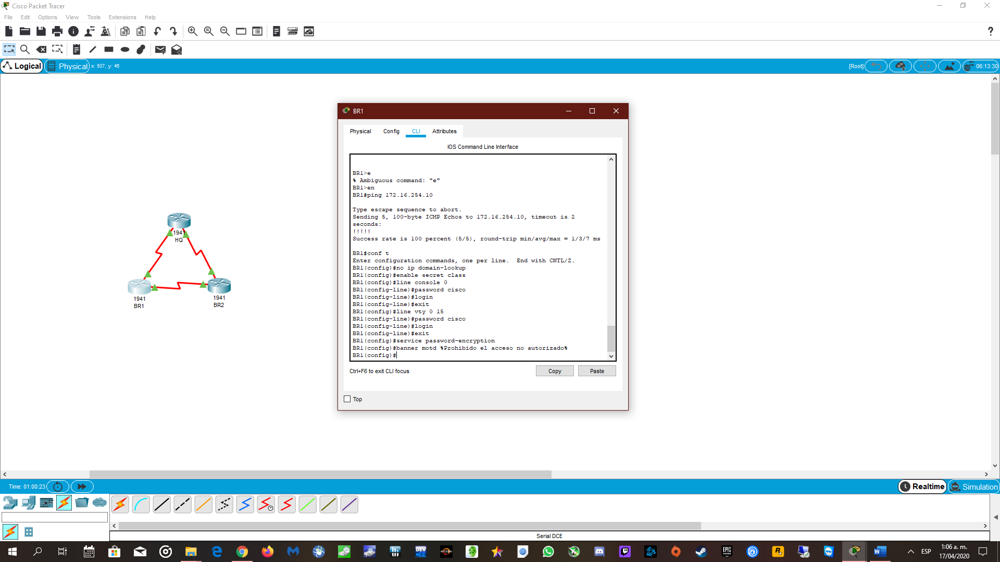 Cisco Packet Tracer
File Edit Options View Tools Extensions Help
Logical Physical x: 937, y: 46 [Root] 06:13:30
BR1
Physical Config CLI Attributes
IOS Command Line Interface
BR1>e
% Ambiguous command: "e"
BR1>en
BR1#ping 172.16.254.10
Type escape sequence to abort.
Sending 5, 100-byte ICMP Echos to 172.16.254.10, timeout is 2
seconds:
!!!!!
Success rate is 100 percent (5/5), round-trip min/avg/max = 1/3/7 ms
BR1#conf t
Enter configuration commands, one per line.  End with CNTL/Z.
BR1(config)#no ip domain-lookup
BR1(config)#enable secret class
BR1(config)#line console 0
BR1(config-line)#password cisco
BR1(config-line)#login
BR1(config-line)#exit
BR1(config)#line vty 0 15
BR1(config-line)#password cisco
BR1(config-line)#login
BR1(config-line)#exit
BR1(config)#service password-encryption
BR1(config)#banner motd %Prohibido el acceso no autorizado%
BR1(config)#
Ctrl+F6 to exit CLI focus
Copy Paste
Top
1941
HQ
1941
BR1
1941
BR2
Time: 01:00:23
Realtime Simulation
Serial DCE
ESP
1:06 a. m.
17/04/2020